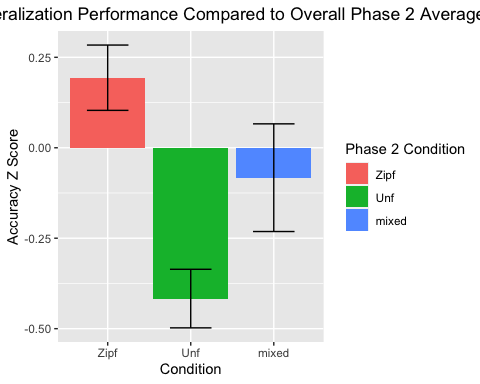 eralization Performance Compared to Overall Phase 2 Average
0.25
0.00
-0.25
-0.50
Accuracy Z Score
Zipf
Unf
mixed
Condition
Phase 2 Condition
Zipf
Unf
mixed